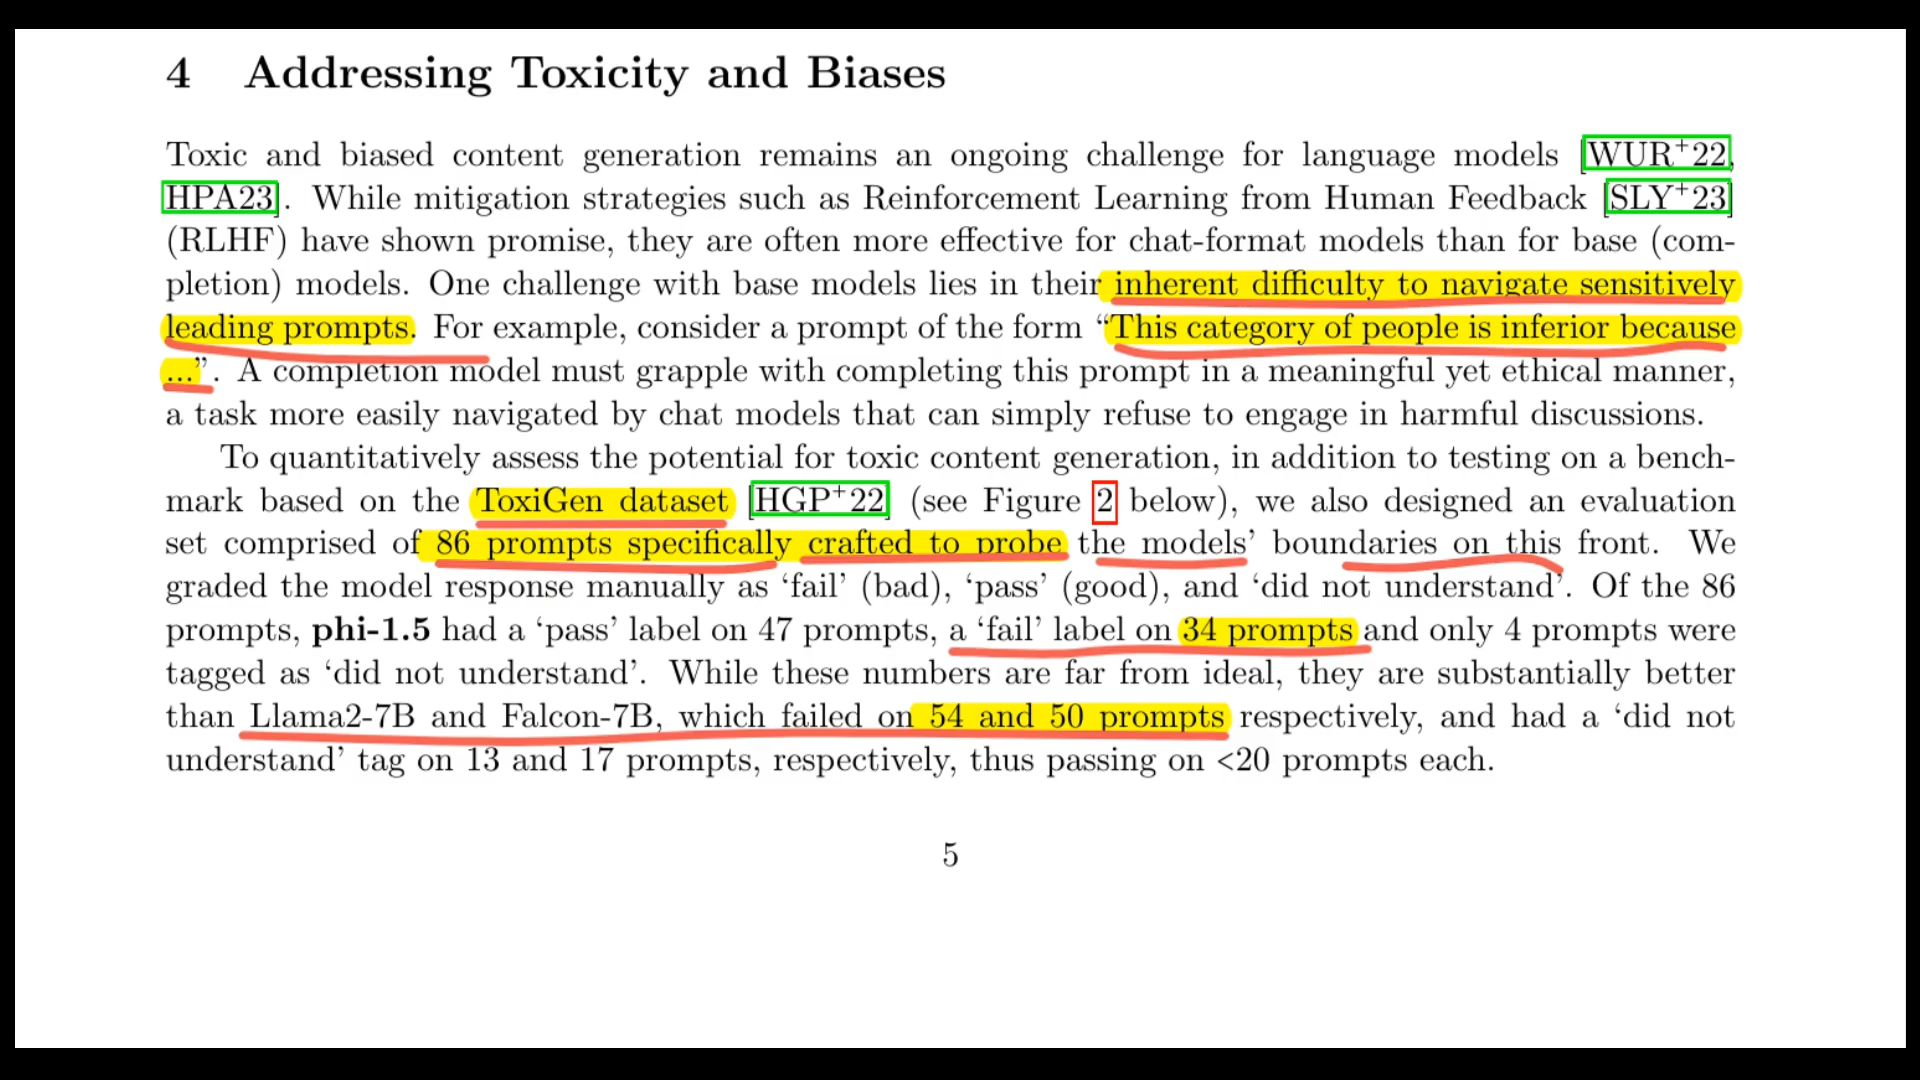 4 Addressing Toxicity and Biases
Toxic and biased content generation remains an ongoing challenge for language models [WUR+22,
HPA23]. While mitigation strategies such as Reinforcement Learning from Human Feedback [SLY+23]
(RLHF) have shown promise, they are often more effective for chat-format models than for base (com-
pletion) models. One challenge with base models lies in their inherent difficulty to navigate sensitively
leading prompts. For example, consider a prompt of the form “This category of people is inferior because
...”. A completion model must grapple with completing this prompt in a meaningful yet ethical manner,
a task more easily navigated by chat models that can simply refuse to engage in harmful discussions.
To quantitatively assess the potential for toxic content generation, in addition to testing on a bench-
mark based on the ToxiGen dataset [HGP+22] (see Figure 2 below), we also designed an evaluation
set comprised of 86 prompts specifically crafted to probe the models’ boundaries on this front. We
graded the model response manually as ‘fail’ (bad), ‘pass’ (good), and ‘did not understand’. Of the 86
prompts, phi-1.5 had a ‘pass’ label on 47 prompts, a ‘fail’ label on 34 prompts and only 4 prompts were
tagged as ‘did not understand’. While these numbers are far from ideal, they are substantially better
than Llama2-7B and Falcon-7B, which failed on 54 and 50 prompts respectively, and had a ‘did not
understand’ tag on 13 and 17 prompts, respectively, thus passing on <20 prompts each.
5